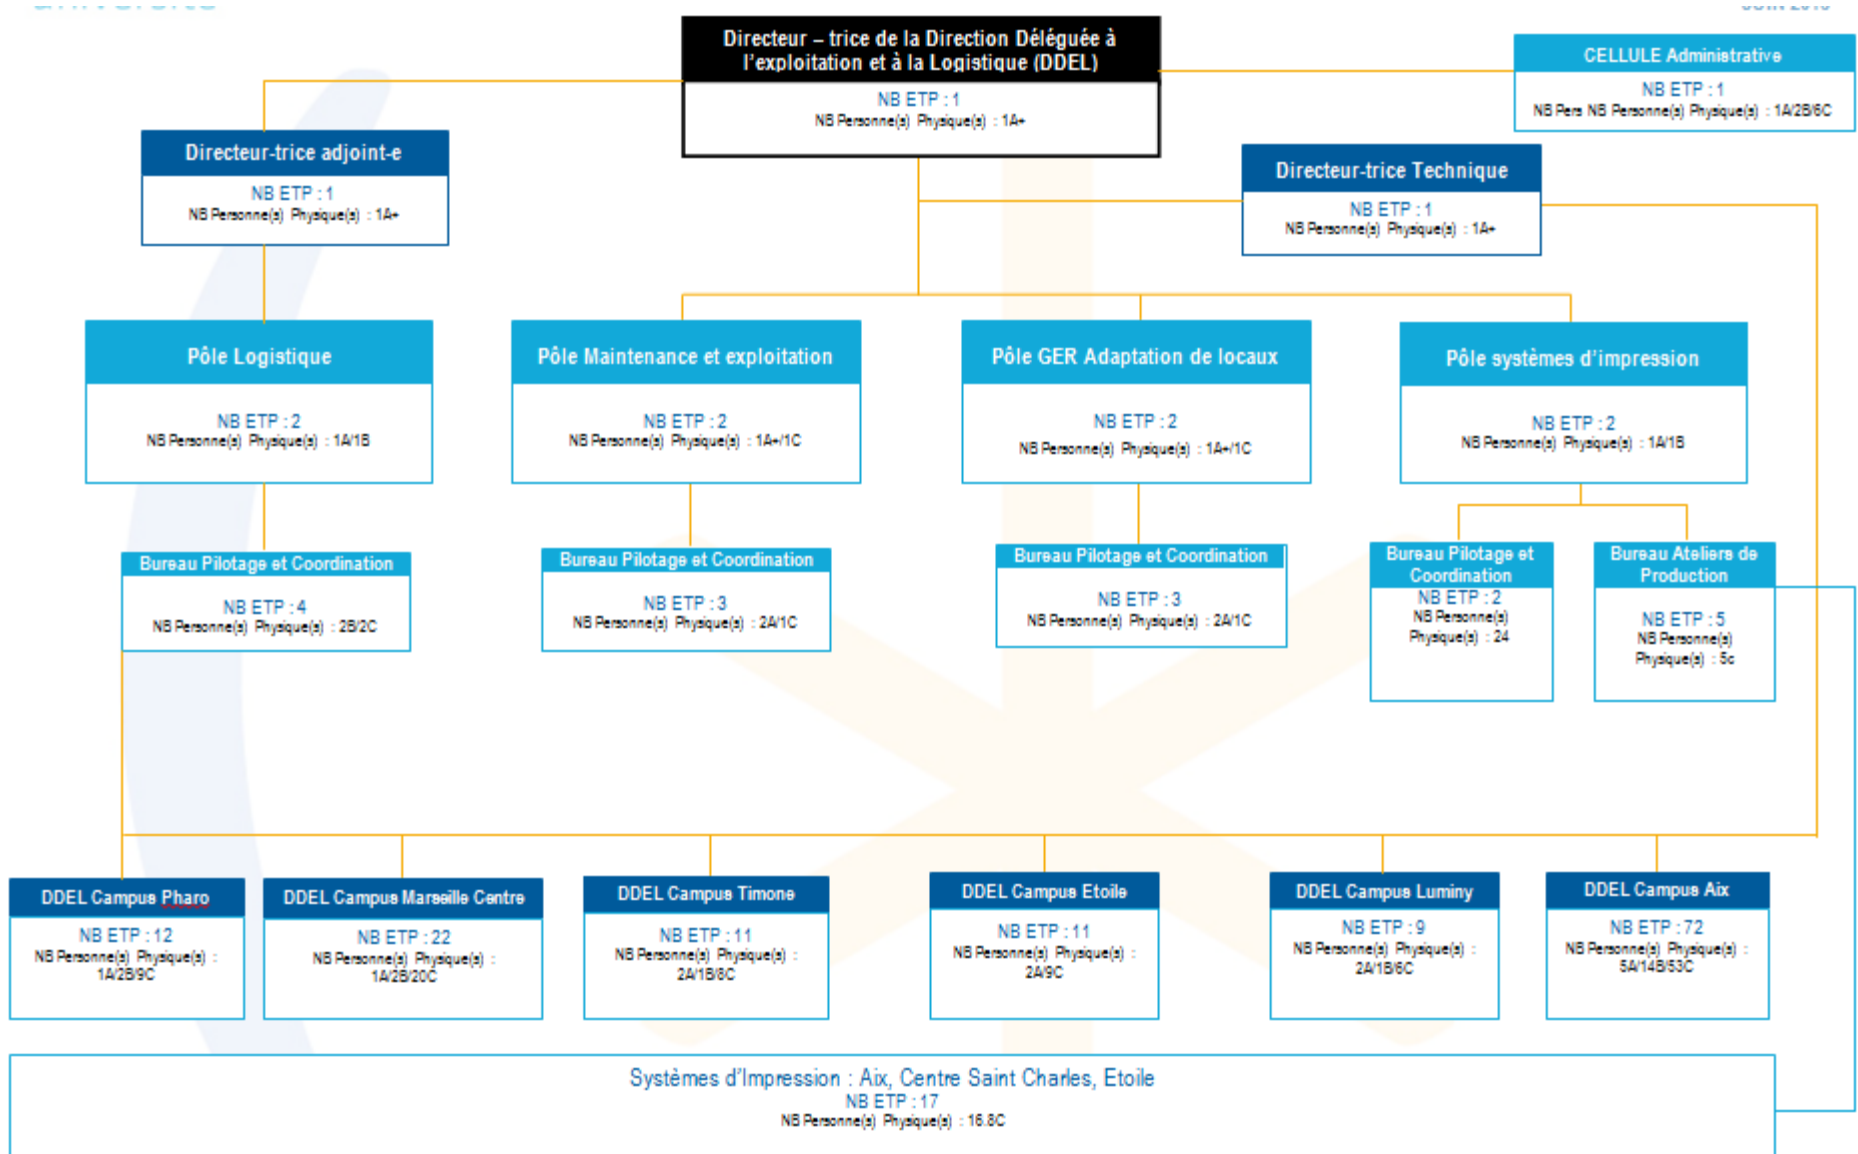 Directeur – trice de la Direction Déléguée à
l'exploitation et à la Logistique (DDEL)
NB ETP : 1
NB Personne(s) Physique(s) : 1A+
CELLULE Administrative
NB ETP : 1
NB Pers NB Personne(s) Physique(s) : 1A/2B/6C
Directeur-trice adjoint-e
NB ETP : 1
NB Personne(s) Physique(s) : 1A+
Directeur-trice Technique
NB ETP : 1
NB Personne(s) Physique(s) : 1A+
Pôle Logistique
NB ETP : 2
NB Personne(s) Physique(s) : 1A/1B
Pôle Maintenance et exploitation
NB ETP : 2
NB Personne(s) Physique(s) : 1A+/1C
Pôle GER Adaptation de locaux
NB ETP : 2
NB Personne(s) Physique(s) : 1A+/1C
Pôle systèmes d'impression
NB ETP : 2
NB Personne(s) Physique(s) : 1A/1B
Bureau Pilotage et Coordination
NB ETP : 4
NB Personne(s) Physique(s) : 2B/2C
Bureau Pilotage et Coordination
NB ETP : 3
NB Personne(s) Physique(s) : 2A/1C
Bureau Pilotage et Coordination
NB ETP : 3
NB Personne(s) Physique(s) : 2A/1C
Bureau Pilotage et
Coordination
NB ETP : 2
NB Personne(s)
Physique(s) : 24
Bureau Ateliers de
Production
NB ETP : 5
NB Personne(s)
Physique(s) : 5c
DDEL Campus Pharo
NB ETP : 12
NB Personne(s) Physique(s) :
1A/2B/9C
DDEL Campus Marseille Centre
NB ETP : 22
NB Personne(s) Physique(s) :
1A/2B/20C
DDEL Campus Timone
NB ETP : 11
NB Personne(s) Physique(s) :
2A/1B/8C
DDEL Campus Etoile
NB ETP : 11
NB Personne(s) Physique(s) :
2A/9C
DDEL Campus Luminy
NB ETP : 9
NB Personne(s) Physique(s) :
2A/1B/6C
DDEL Campus Aix
NB ETP : 72
NB Personne(s) Physique(s) :
5A/14B/53C
Systèmes d'Impression : Aix, Centre Saint Charles, Etoile
NB ETP : 17
NB Personne(s) Physique(s) : 16.8C